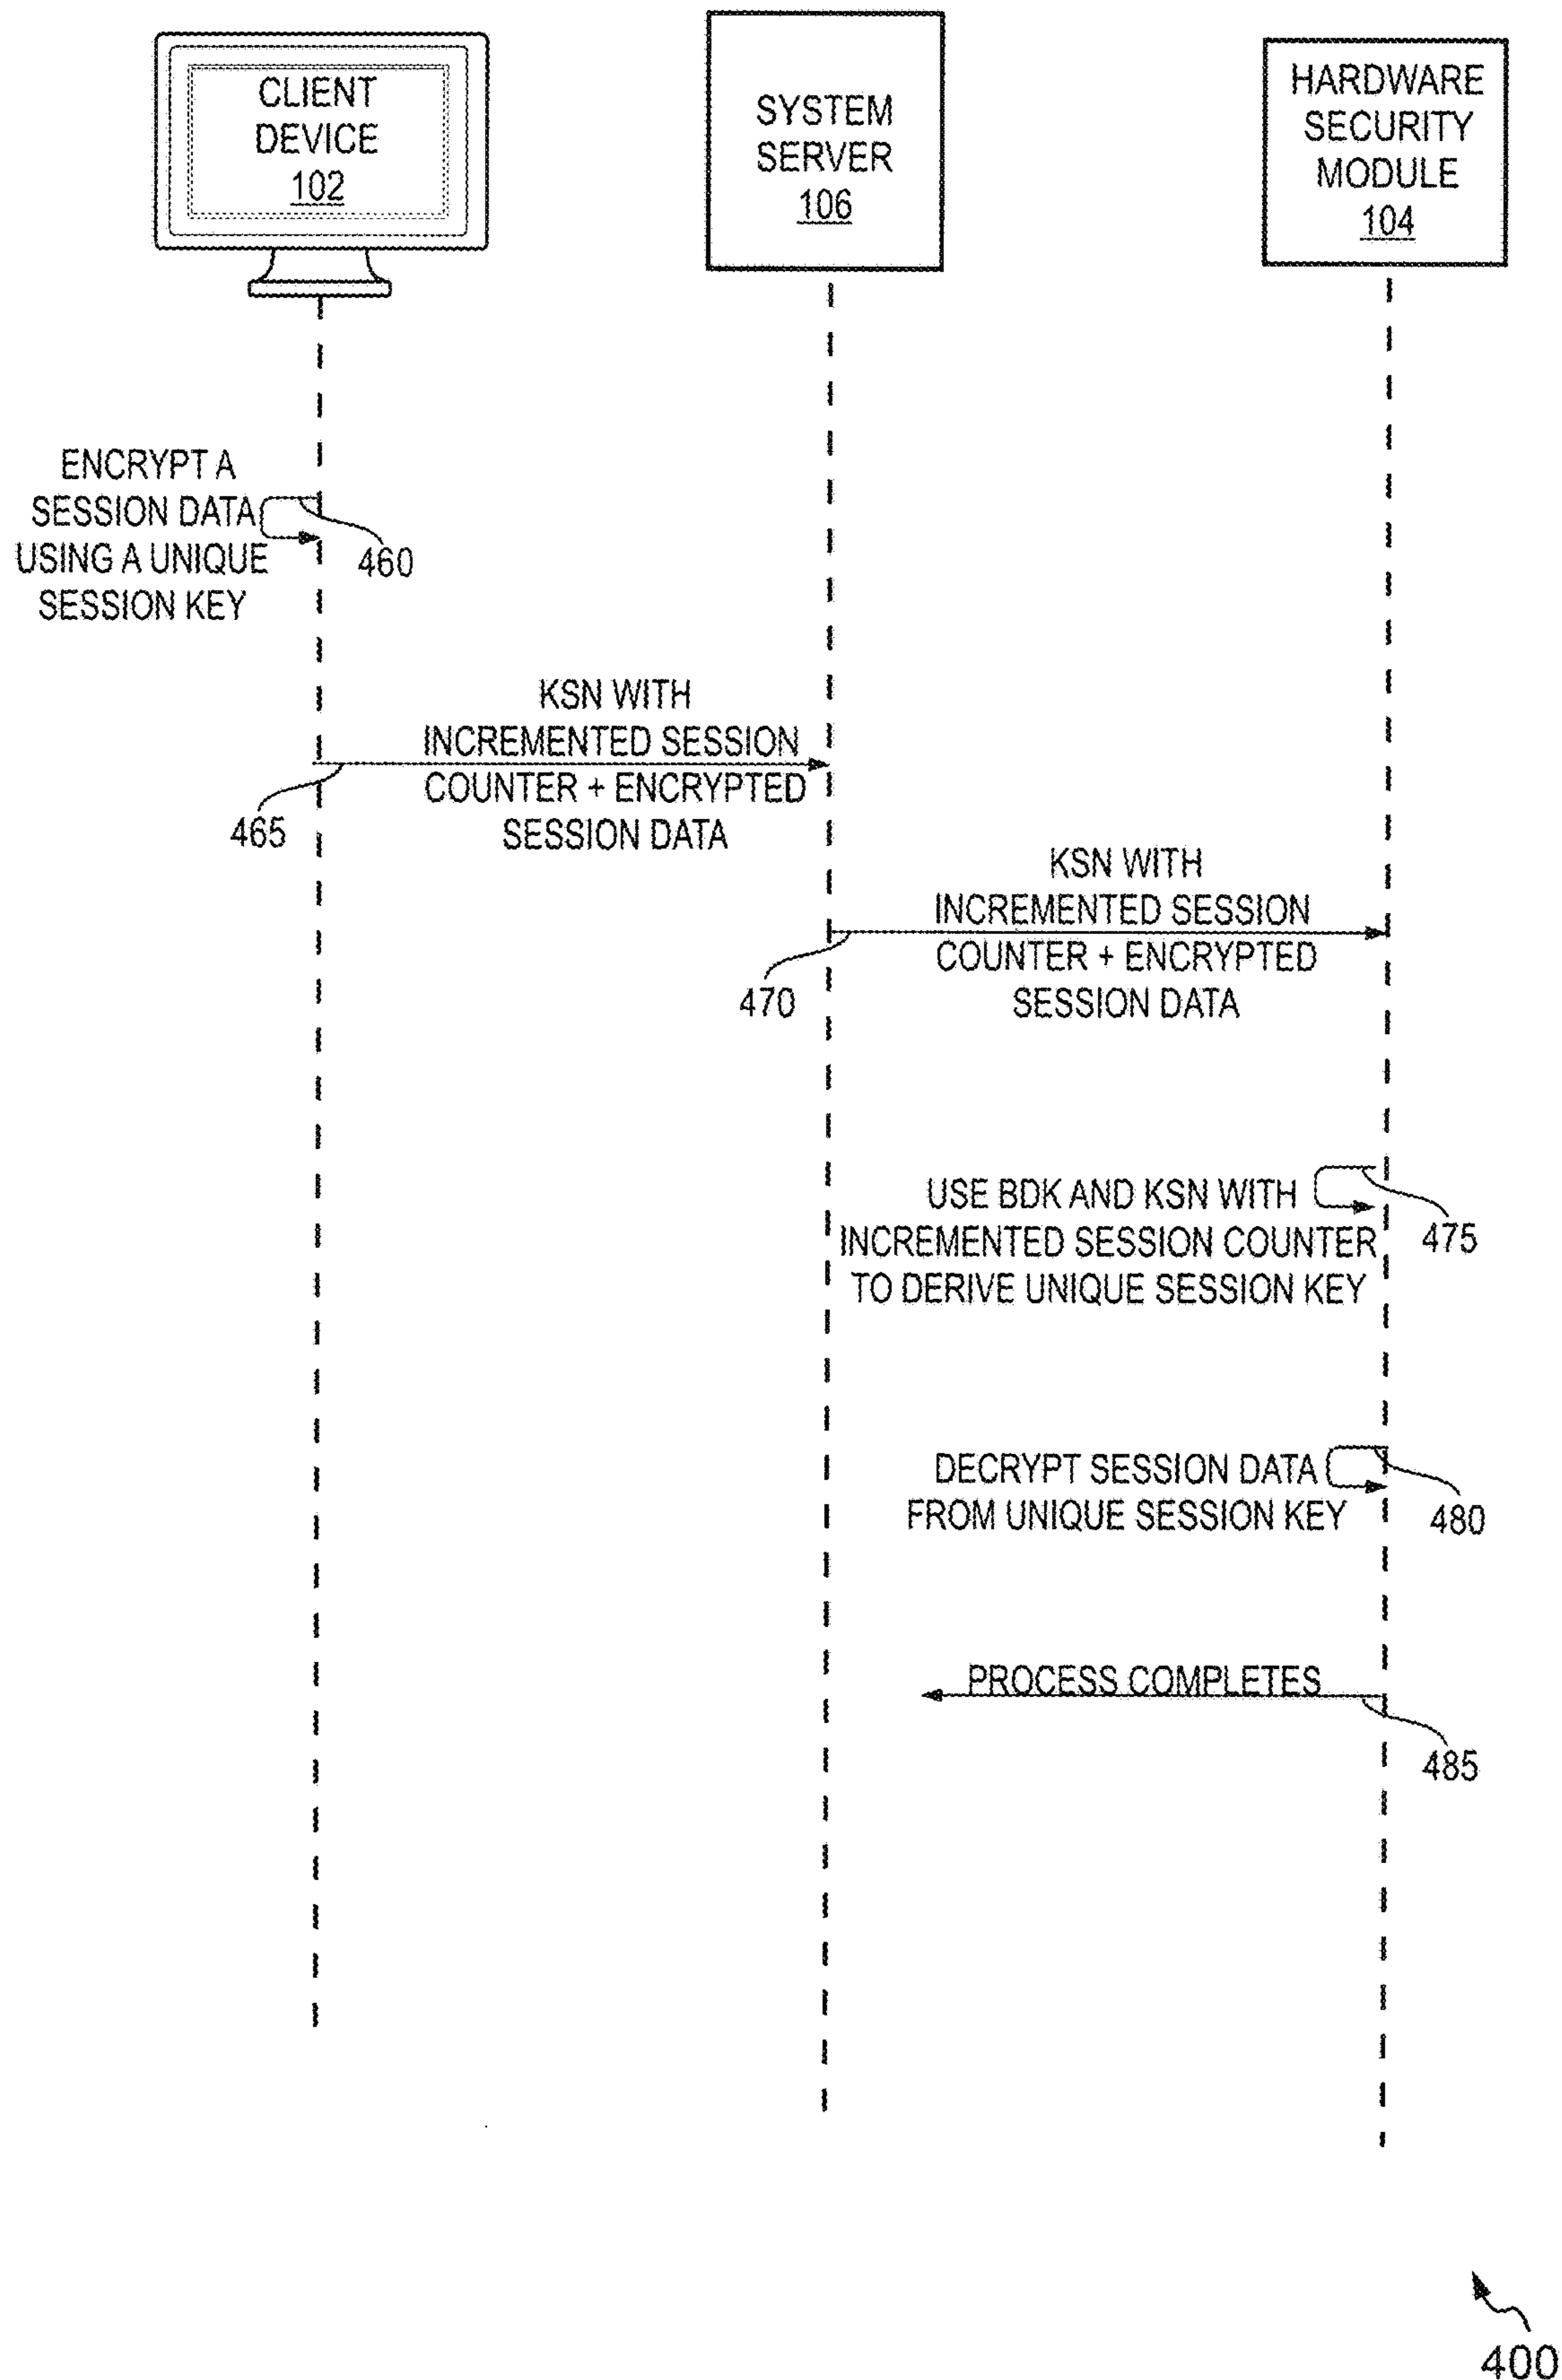 CLIENT
DEVICE
102
SYSTEM
SERVER
106
HARDWARE
SECURITY
MODULE
104
ENCRYPT A
SESSION DATA
USING A UNIQUE
SESSION KEY
460
KSN WITH
INCREMENTED SESSION
COUNTER + ENCRYPTED
SESSION DATA
465
KSN WITH
INCREMENTED SESSION
COUNTER + ENCRYPTED
SESSION DATA
470
USE BDK AND KSN WITH
INCREMENTED SESSION COUNTER
TO DERIVE UNIQUE SESSION KEY
475
DECRYPT SESSION DATA
FROM UNIQUE SESSION KEY
480
PROCESS COMPLETES
485
400